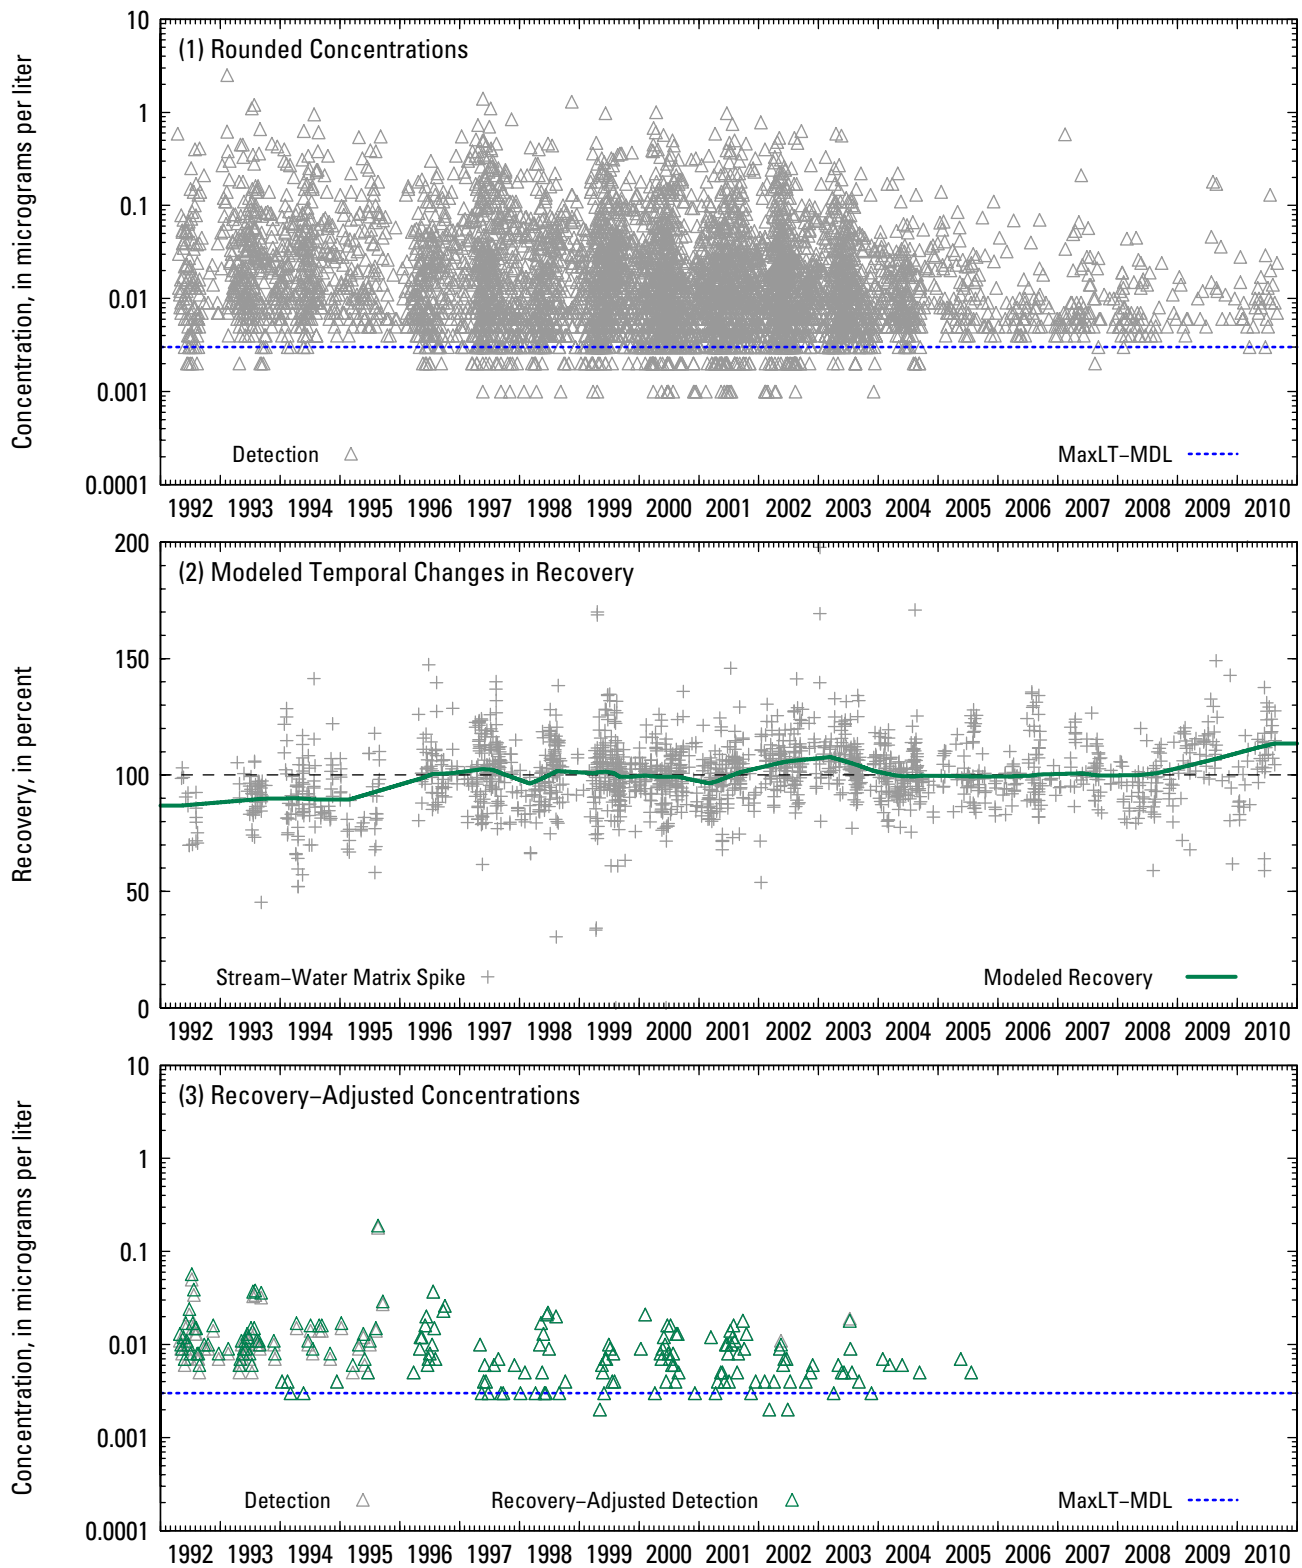 (1) Rounded Concentrations
Concentration, in micrograms per liter
10
1
0.1
0.01
0.001
0.0001
Detection
MaxLT−MDL
1992 1993 1994 1995 1996 1997 1998 1999 2000 2001 2002 2003 2004 2005 2006 2007 2008 2009 2010
(2) Modeled Temporal Changes in Recovery
Recovery, in percent
200
150
100
50
0
Stream−Water Matrix Spike
Modeled Recovery
1992 1993 1994 1995 1996 1997 1998 1999 2000 2001 2002 2003 2004 2005 2006 2007 2008 2009 2010
(3) Recovery−Adjusted Concentrations
Concentration, in micrograms per liter
10
1
0.1
0.01
0.001
0.0001
Detection
Recovery−Adjusted Detection
MaxLT−MDL
1992 1993 1994 1995 1996 1997 1998 1999 2000 2001 2002 2003 2004 2005 2006 2007 2008 2009 2010